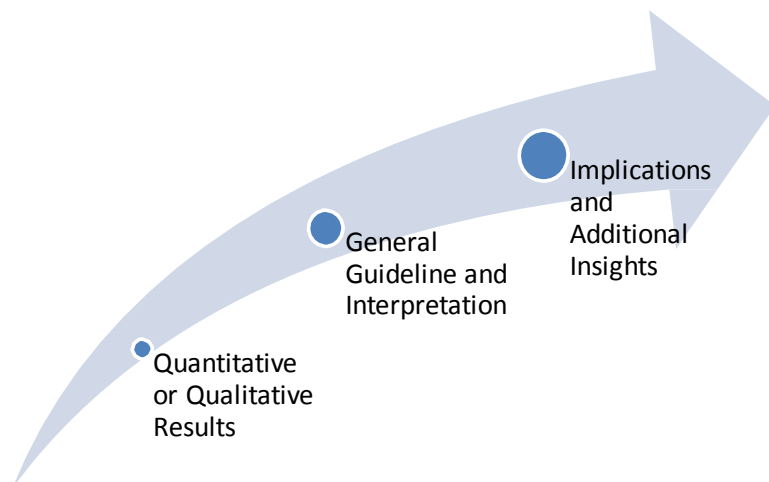 Implications
and
Additional
Insights
General
Guideline and
Interpretation
Quantitative
or Qualitative
Results